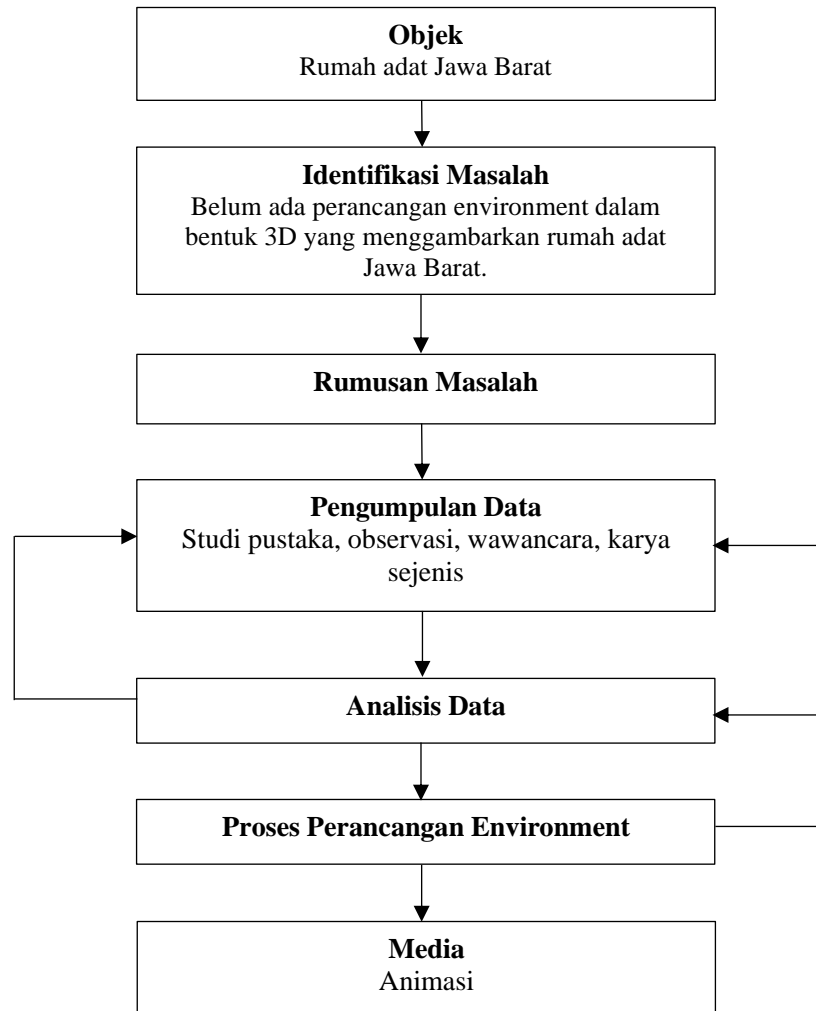 Objek
Rumah adat Jawa Barat
Identifikasi Masalah
Belum ada perancangan environment dalam
bentuk 3D yang menggambarkan rumah adat
Jawa Barat.
Rumusan Masalah
Pengumpulan Data
Studi pustaka, observasi, wawancara, karya
sejenis
Analisis Data
Proses Perancangan Environment
Media
Animasi